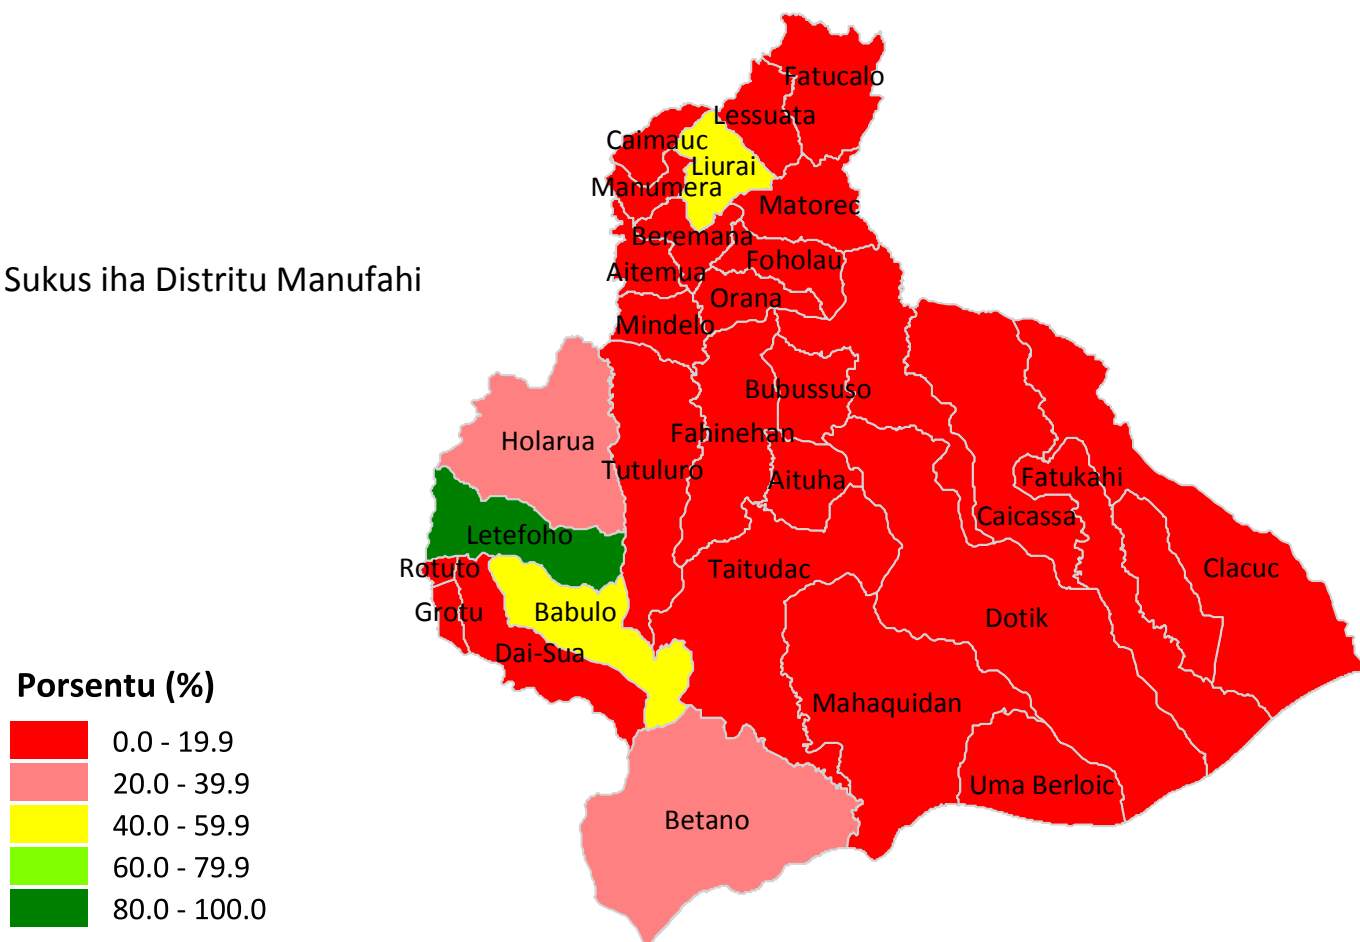 Fatucalo
Lessuata
Caimauc
Liurai
Manumera
Matorec
Beremana
Foholau
Aitemua
Sukus iha Distritu Manufahi
Orana
Mindelo
Bubussuso
Fahinehan
Holarua
Tutuluro
Aituha
Fatukahi
Caicassa
Letefoho
Rotuto
Taitudac
Clacuc
Grotu
Babulo
Dotik
Dai-Sua
Mahaquidan
Uma Berloic
Betano
Porsentu (%)
0.0 - 19.9
20.0 - 39.9
40.0 - 59.9
60.0 - 79.9
80.0 - 100.0